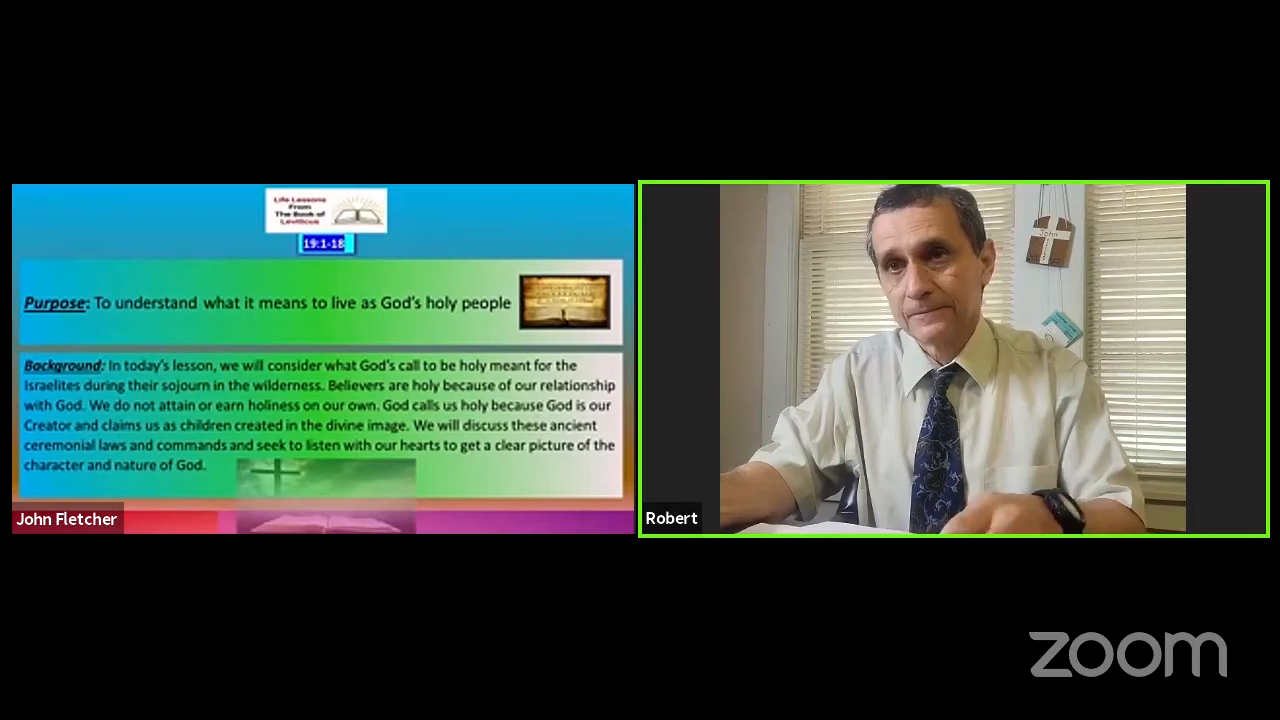 Life Lessons
From
The Book of
Leviticus
19:1-18
Purpose: To understand what it means to live as God's holy people
Background: In today's lesson, we will consider what God's call to be holy meant for the
Israelites during their sojourn in the wilderness. Believers are holy because of our relationship
with God. We do not attain or earn holiness on our own. God calls us holy because God is our
Creator and claims us as children created in the divine image. We will discuss these ancient
ceremonial laws and commands and seek to listen with our hearts to get a clear picture of the
character and nature of God.
John Fletcher
John
Robert
zoom